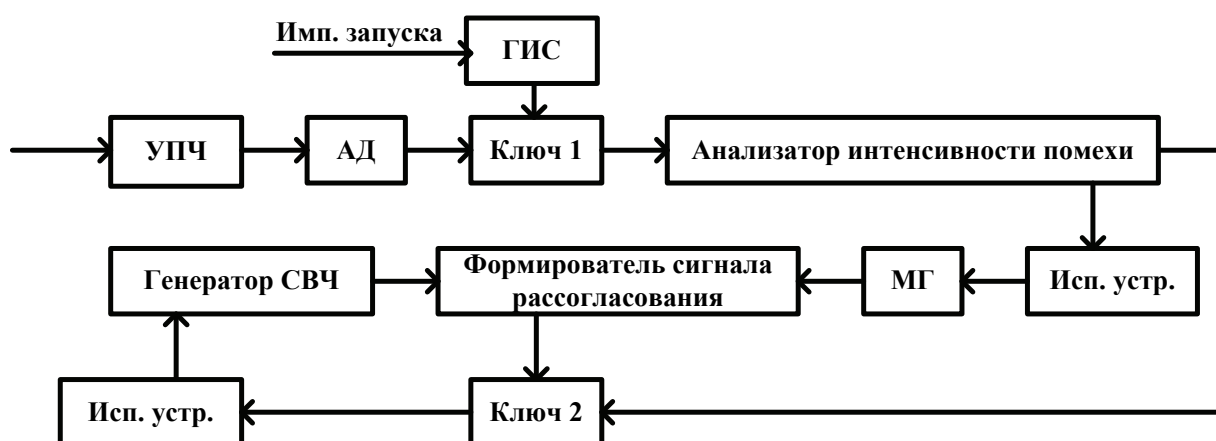 Имп. запуска
ГИС
УПЧ
АД
Ключ 1
Анализатор интенсивности помехи
Генератор СВЧ
Формирователь сигнала
рассогласования
МГ
Исп. устр.
Исп. устр.
Ключ 2